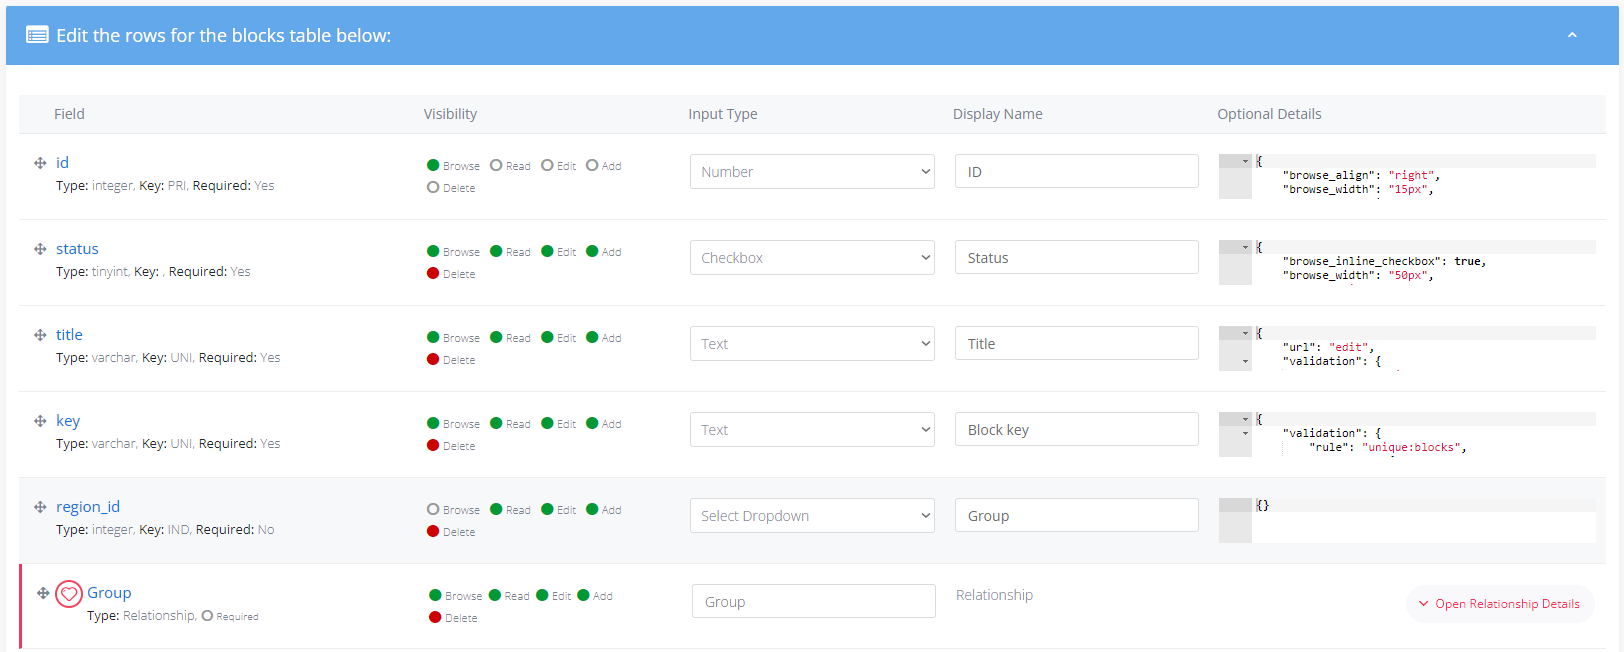 Edit the rows for the blocks table below:
Field Visibility Input Type Display Name Optional Details
id
Type: integer, Key: PRI, Required: Yes
Browse Read Edit Add
Delete
Number
ID
{
"browse_align": "right",
"browse_width": "15px",
status
Type: tinyint, Key: , Required: Yes
Browse Read Edit Add
Delete
Checkbox
Status
{
"browse_inline_checkbox": true,
"browse_width": "50px",
title
Type: varchar, Key: UNI, Required: Yes
Browse Read Edit Add
Delete
Text
Title
{
"url": "edit",
"validation": {
key
Type: varchar, Key: UNI, Required: Yes
Browse Read Edit Add
Delete
Text
Block key
{
"validation": {
"rule": "unique:blocks",
region_id
Type: integer, Key: IND, Required: No
Browse Read Edit Add
Delete
Select Dropdown
Group
{}
Group
Type: Relationship, Required
Browse Read Edit Add
Delete
Group
Relationship
Open Relationship Details